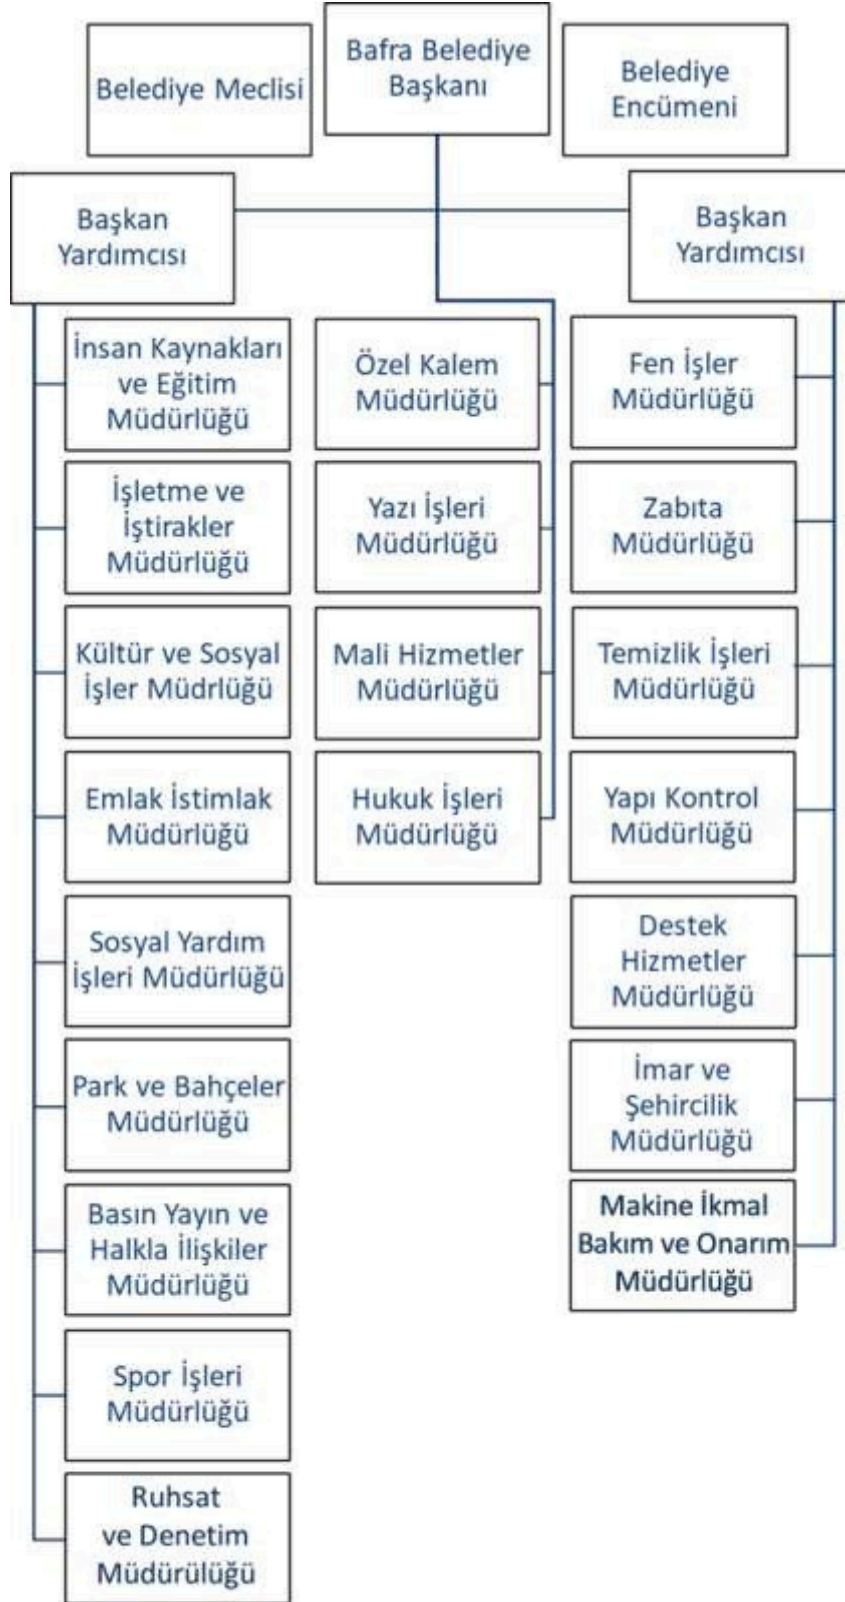 Belediye Meclisi
Bafra Belediye
Başkanı
Belediye
Encümeni
Başkan
Yardımcısı
Başkan
Yardımcısı
İnsan Kaynakları
ve Eğitim
Müdürlüğü
İşletme ve
İştirakler
Müdürlüğü
Kültür ve Sosyal
İşler Müdrlüğü
Emlak İstimlak
Müdürlüğü
Sosyal Yardım
İşleri Müdürlüğü
Park ve Bahçeler
Müdürlüğü
Basın Yayın ve
Halkla İlişkiler
Müdürlüğü
Spor İşleri
Müdürlüğü
Ruhsat
ve Denetim
Müdürülüğü
Özel Kalem
Müdürlüğü
Yazı İşleri
Müdürlüğü
Mali Hizmetler
Müdürlüğü
Hukuk İşleri
Müdürlüğü
Fen İşler
Müdürlüğü
Zabıta
Müdürlüğü
Temizlik İşleri
Müdürlüğü
Yapı Kontrol
Müdürlüğü
Destek
Hizmetler
Müdürlüğü
İmar ve
Şehircilik
Müdürlüğü
Makine İkmal
Bakım ve Onarım
Müdürlüğü